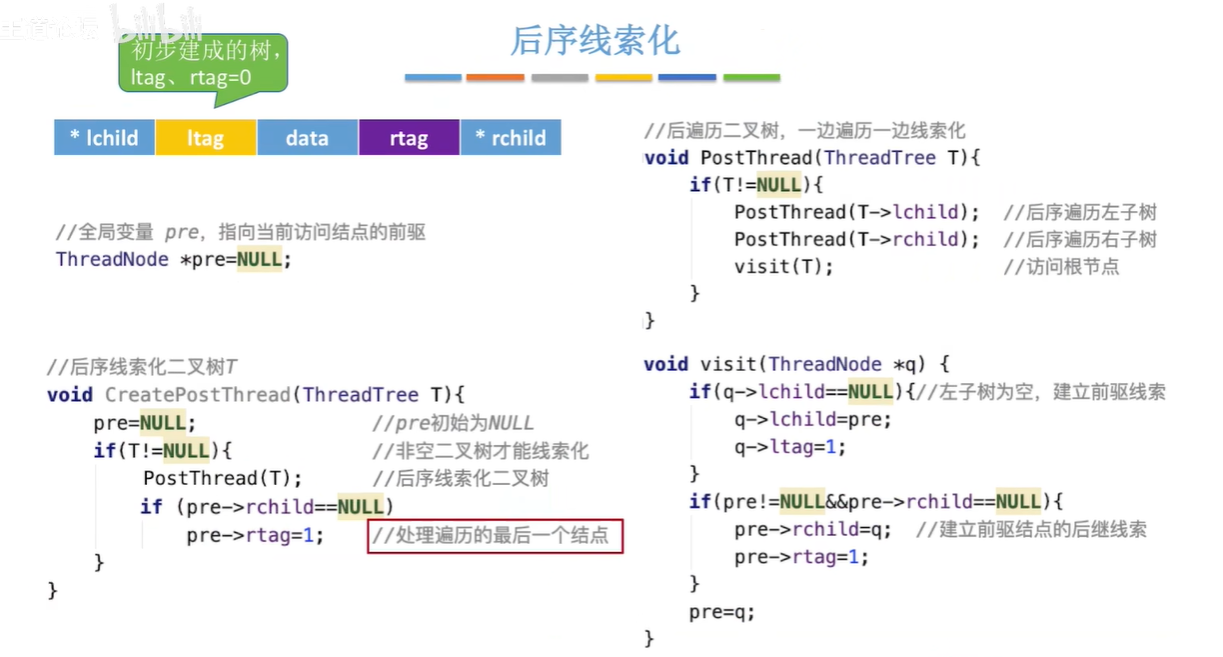 bilibili
后序线索化
初步建成的树，
ltag、rtag=0
* lchild ltag data rtag * rchild
//全局变量 pre，指向当前访问结点的前驱
ThreadNode *pre=NULL;
//后序线索化二叉树T
void CreatePostThread(ThreadTree T){
pre=NULL; //pre初始为NULL
if(T!=NULL){ //非空二叉树才能线索化
PostThread(T); //后序线索化二叉树
if (pre->rchild==NULL)
pre->rtag=1; //处理遍历的最后一个结点
}
}
//后遍历二叉树，一边遍历一边线索化
void PostThread(ThreadTree T){
if(T!=NULL){
PostThread(T->lchild); //后序遍历左子树
PostThread(T->rchild); //后序遍历右子树
visit(T); //访问根节点
}
}
void visit(ThreadNode *q) {
if(q->lchild==NULL){//左子树为空，建立前驱线索
q->lchild=pre;
q->ltag=1;
}
if(pre!=NULL&&pre->rchild==NULL){
pre->rchild=q; //建立前驱结点的后继线索
pre->rtag=1;
}
pre=q;
}